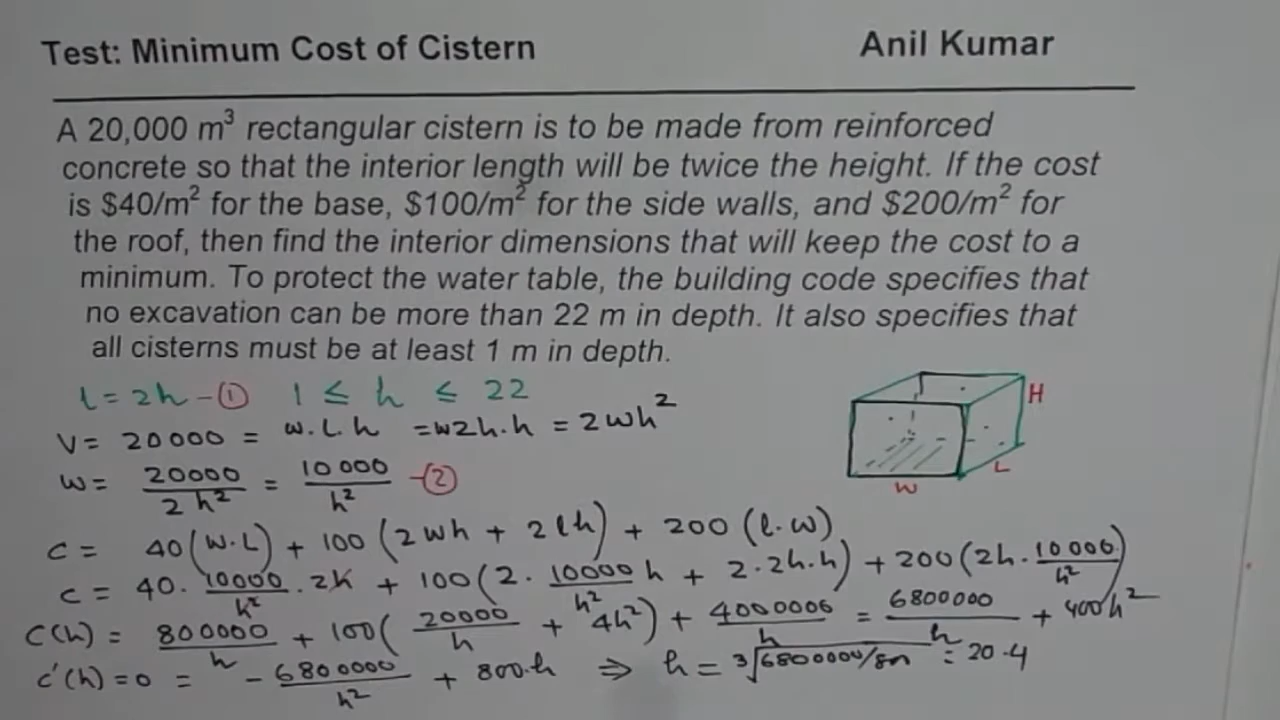 Test: Minimum Cost of Cistern Anil Kumar
A 20,000 m³ rectangular cistern is to be made from reinforced
concrete so that the interior length will be twice the height. If the cost
is $40/m² for the base, $100/m² for the side walls, and $200/m² for
the roof, then find the interior dimensions that will keep the cost to a
minimum. To protect the water table, the building code specifies that
no excavation can be more than 22 m in depth. It also specifies that
all cisterns must be at least 1 m in depth.
l = 2h - ① 1 ≤ h ≤ 22
V = 20000 = w.L.h = w2h.h = 2wh²
w = 20000/2h² = 10000/h² - ②
C = 40(W.L) + 100(2wh + 2lh) + 200(l.w)
C = 40. 10000/h² .2h + 100(2. 10000/h² h + 2.2h.h) + 200(2h. 10000/h²)
C(h) = 800000/h + 100(20000/h + 4h²) + 4000000/h = 6800000/h + 400h²
C'(h) = 0 = -6800000/h² + 800.h ⇒ h = ³√6800000/800 = 20.4
H
L
W